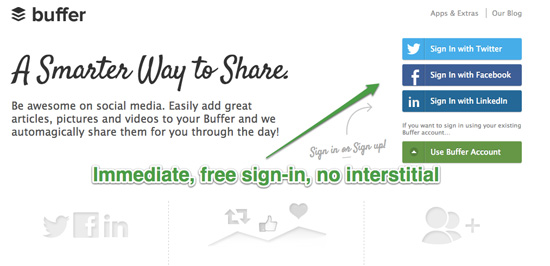 buffer
Apps & Extras | Our Blog
A Smarter Way to Share.
Be awesome on social media. Easily add great
articles, pictures and videos to your Buffer and we
automagically share them for you through the day!
Sign In with Twitter
Sign In with Facebook
in Sign In with LinkedIn
If you want to sign in using your existing
Buffer account...
Use Buffer Account
Sign in or Sign up!
Immediate, free sign-in, no interstitial
in